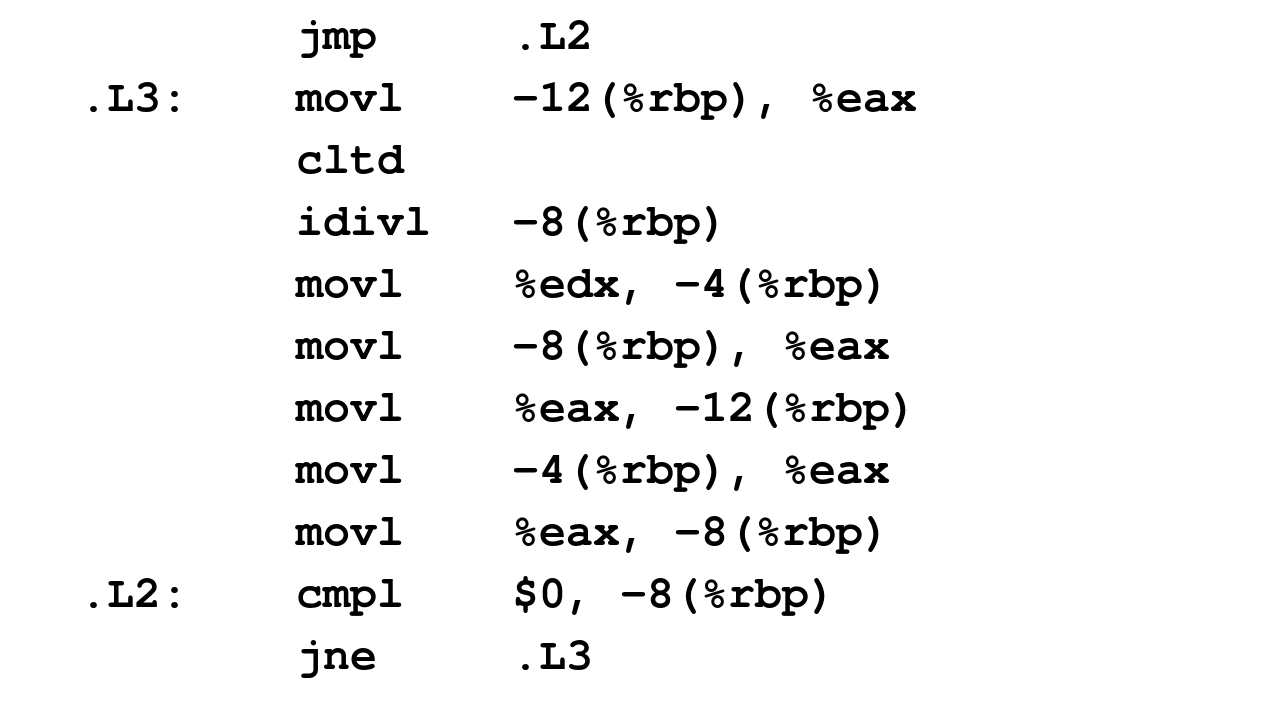 jmp .L2
.L3: movl -12(%rbp), %eax
cltd
idivl -8(%rbp)
movl %edx, -4(%rbp)
movl -8(%rbp), %eax
movl %eax, -12(%rbp)
movl -4(%rbp), %eax
movl %eax, -8(%rbp)
.L2: cmpl $0, -8(%rbp)
jne .L3